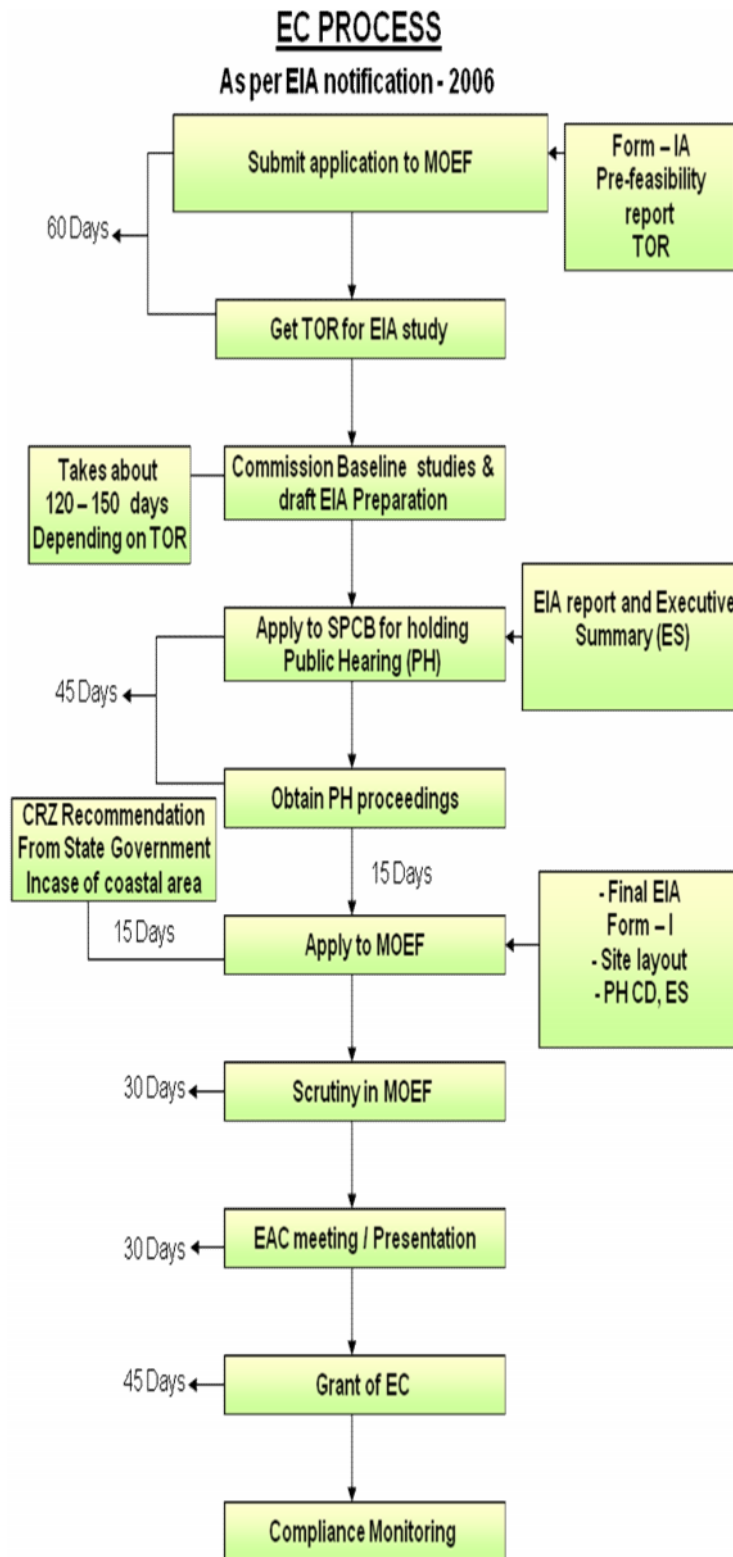 EC PROCESS
As per EIA notification - 2006
Submit application to MOEF
Form – IA
Pre-feasibility
report
TOR
60 Days
Get TOR for EIA study
Takes about
120 – 150 days
Depending on TOR
Commission Baseline studies &
draft EIA Preparation
Apply to SPCB for holding
Public Hearing (PH)
EIA report and Executive
Summary (ES)
45 Days
Obtain PH proceedings
CRZ Recommendation
From State Government
Incase of coastal area
15 Days
15 Days
Apply to MOEF
- Final EIA
Form – I
- Site layout
- PH CD, ES
30 Days
Scrutiny in MOEF
30 Days
EAC meeting / Presentation
45 Days
Grant of EC
Compliance Monitoring